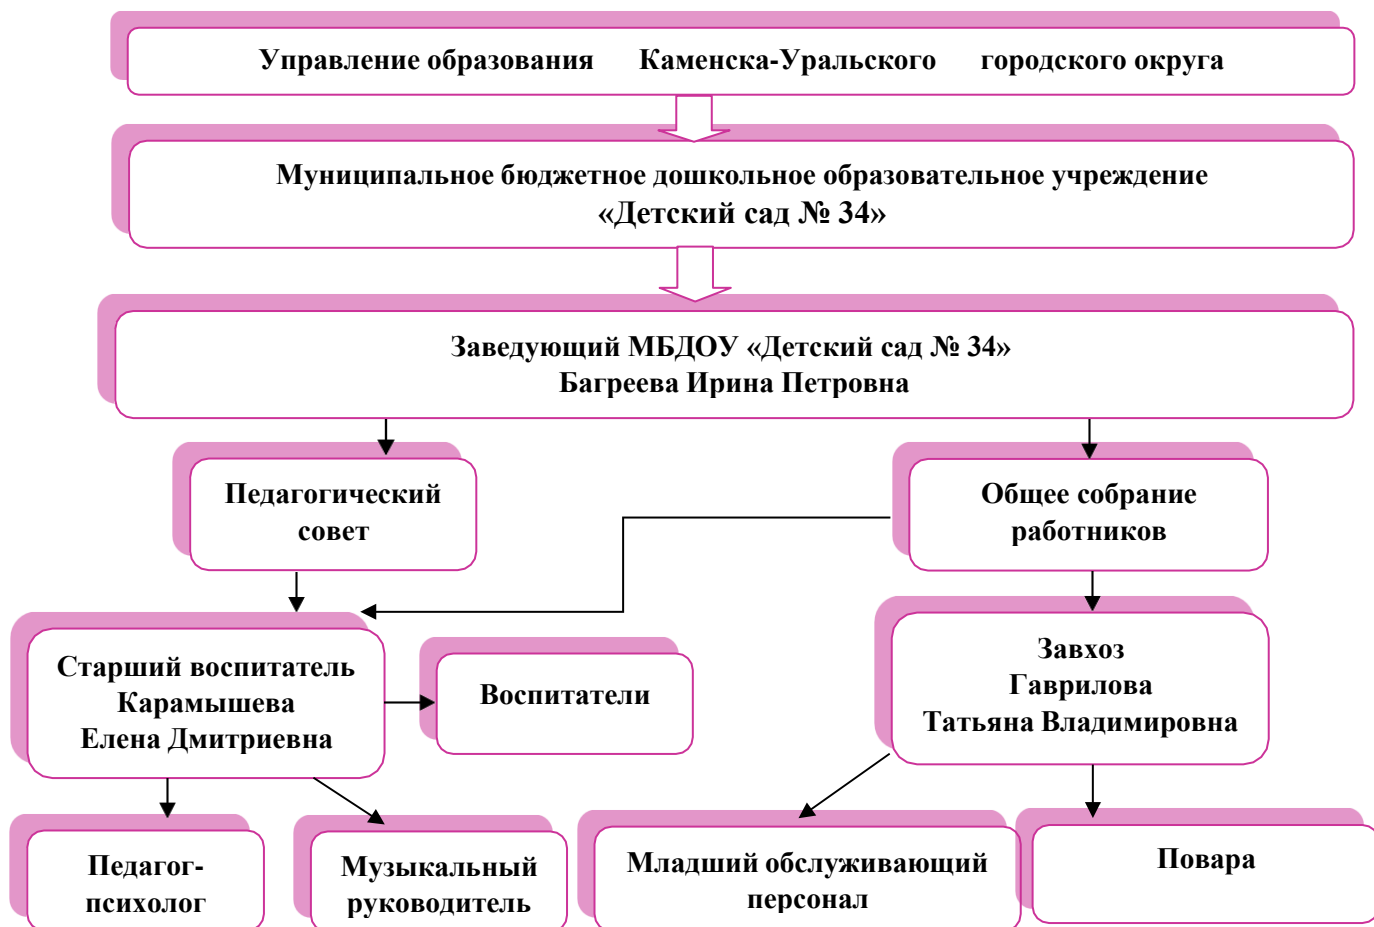 Управление образования Каменска-Уральского городского округа
Муниципальное бюджетное дошкольное образовательное учреждение
«Детский сад № 34»
Заведующий МБДОУ «Детский сад № 34»
Багреева Ирина Петровна
Педагогический
совет
Общее собрание
работников
Старший воспитатель
Карамышева
Елена Дмитриевна
Воспитатели
Завхоз
Гаврилова
Татьяна Владимировна
Педагог-
психолог
Музыкальный
руководитель
Младший обслуживающий
персонал
Повара